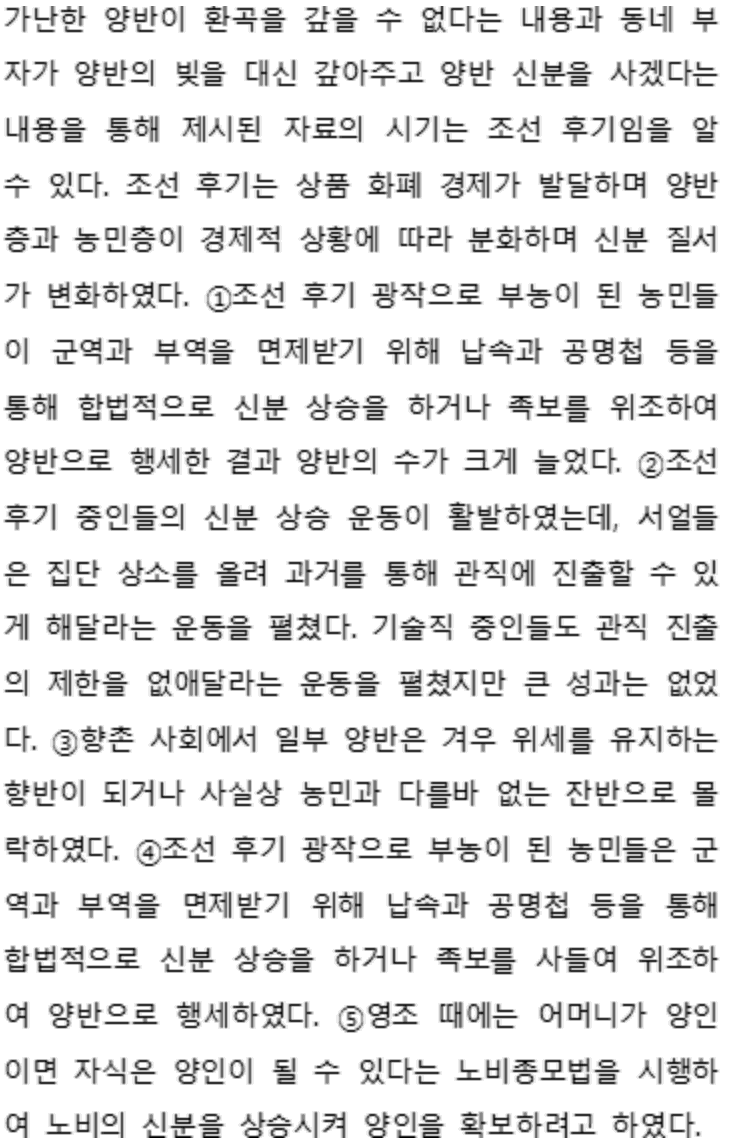 가난한 양반이 환곡을 갚을 수 없다는 내용과 동네 부
자가 양반의 빚을 대신 갚아주고 양반 신분을 사겠다는
내용을 통해 제시된 자료의 시기는 조선 후기임을 알
수 있다. 조선 후기는 상품 화폐 경제가 발달하며 양반
층과 농민층이 경제적 상황에 따라 분화하며 신분 질서
가 변화하였다. ①조선 후기 광작으로 부농이 된 농민들
이 군역과 부역을 면제받기 위해 납속과 공명첩 등을
통해 합법적으로 신분 상승을 하거나 족보를 위조하여
양반으로 행세한 결과 양반의 수가 크게 늘었다. ②조선
후기 중인들의 신분 상승 운동이 활발하였는데, 서얼들
은 집단 상소를 올려 과거를 통해 관직에 진출할 수 있
게 해달라는 운동을 펼쳤다. 기술직 중인들도 관직 진출
의 제한을 없애달라는 운동을 펼쳤지만 큰 성과는 없었
다. ③향촌 사회에서 일부 양반은 겨우 위세를 유지하는
향반이 되거나 사실상 농민과 다를바 없는 잔반으로 몰
락하였다. ④조선 후기 광작으로 부농이 된 농민들은 군
역과 부역을 면제받기 위해 납속과 공명첩 등을 통해
합법적으로 신분 상승을 하거나 족보를 사들여 위조하
여 양반으로 행세하였다. ⑤영조 때에는 어머니가 양인
이면 자식은 양인이 될 수 있다는 노비종모법을 시행하
여 노비의 신분을 상승시켜 양인을 확보하려고 하였다.